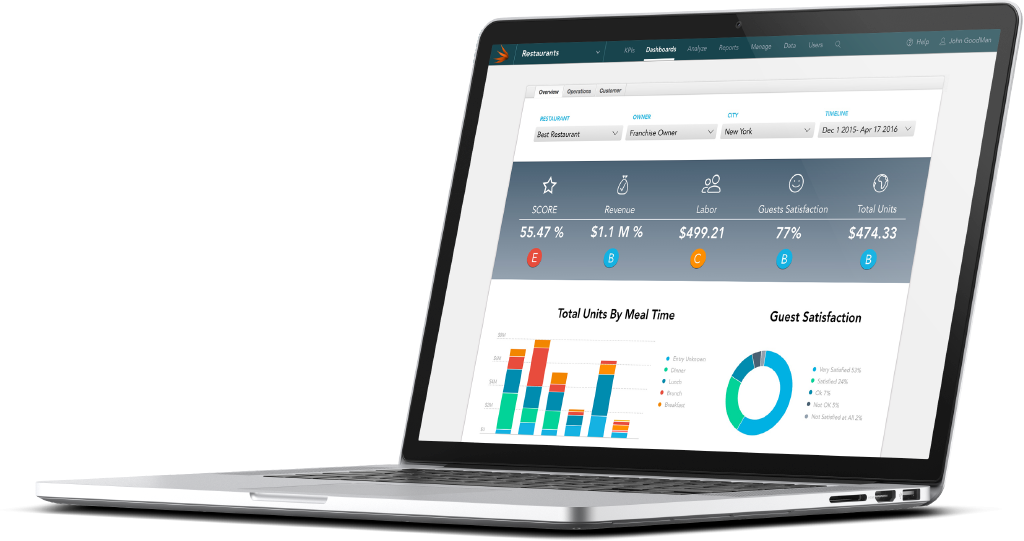 Restaurants KPIs Dashboards Analyze Reports Manage Data Users Help John GoodMan
Overview Operations Customer
RESTAURANT OWNER CITY TIMELINE
Best Restaurant Franchise Owner New York Dec 1 2015- Apr 17 2016
SCORE Revenue Labor Guests Satisfaction Total Units
55.47 % $1.1 M % $499.21 77% $474.33
E B C B B
Total Units By Meal Time Guest Satisfaction
Entry Unknown
Dinner
Lunch
Brunch
Breakfast
Very Satisfied 53%
Satisfied 24%
Ok 7%
Not OK 5%
Not Satisfied at All 2%
$2M
$0